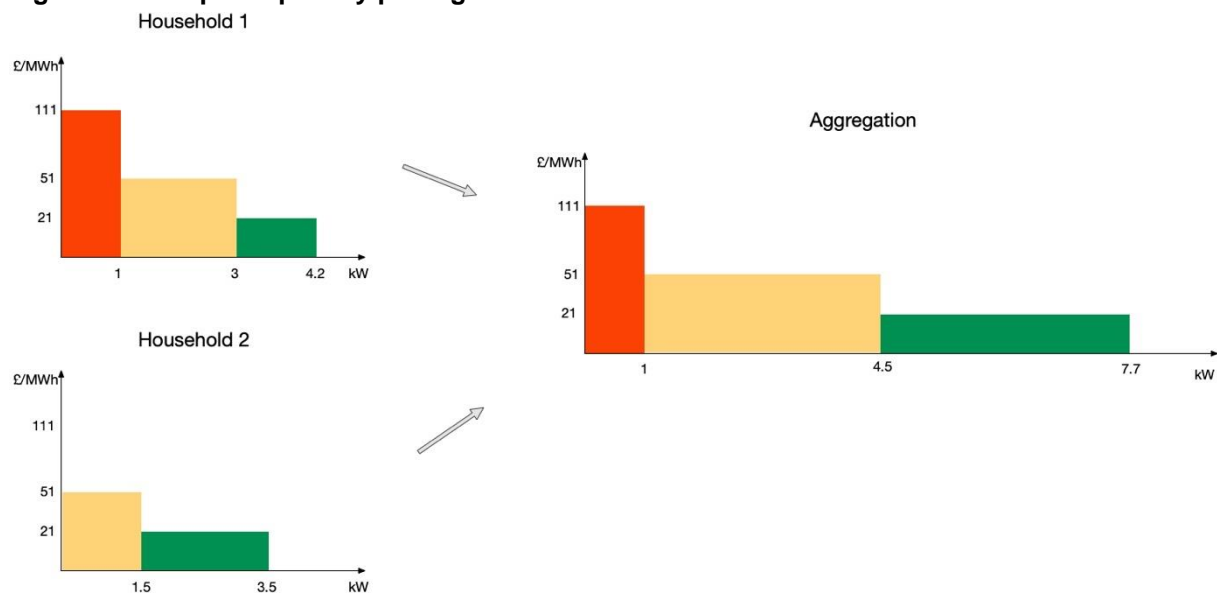 Household 1
£/MWh
111
51
21
1 3 4.2 kW
Aggregation
£/MWh
111
51
21
1 4.5 7.7 kW
Household 2
£/MWh
111
51
21
1.5 3.5 kW